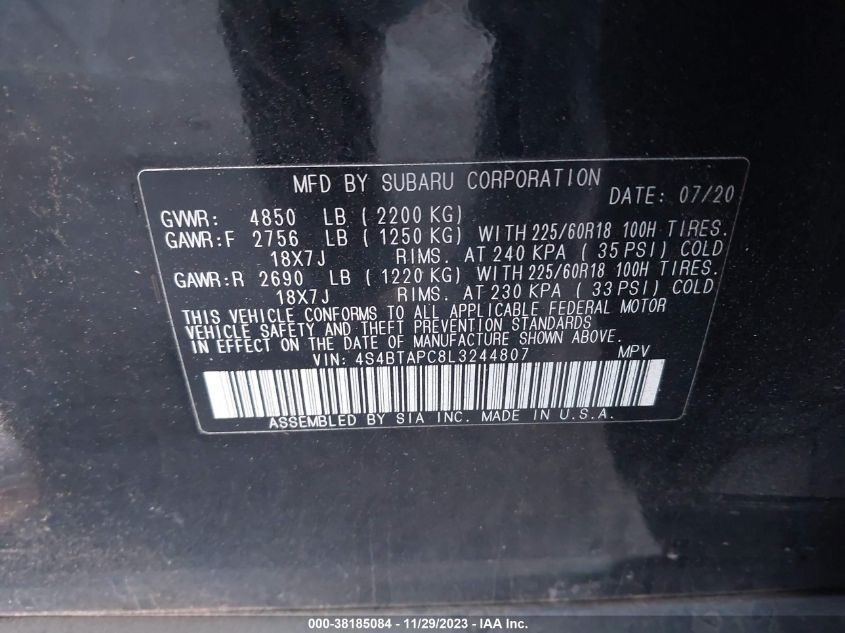 MFD BY SUBARU CORPORATION
DATE: 07/20
GVWR: 4850 LB ( 2200 KG)
GAWR:F 2756 LB ( 1250 KG) WITH 225/60R18 100H TIRES.
18X7J RIMS. AT 240 KPA ( 35 PSI) COLD
GAWR:R 2690 LB ( 1220 KG) WITH 225/60R18 100H TIRES.
18X7J RIMS. AT 230 KPA ( 33 PSI) COLD
THIS VEHICLE CONFORMS TO ALL APPLICABLE FEDERAL MOTOR
VEHICLE SAFETY AND THEFT PREVENTION STANDARDS
IN EFFECT ON THE DATE OF MANUFACTURE SHOWN ABOVE.
VIN: 4S4BTAPC8L3244807 MPV
ASSEMBLED BY SIA INC. MADE IN U.S.A.
000-38185084 - 11/29/2023 - IAA Inc.